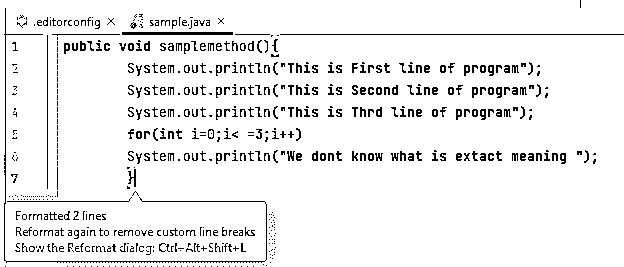 .editorconfig × sample.java ×
1 public void samplemethod(){
2 System.out.println("This is First line of program");
3 System.out.println("This is Second line of program");
4 System.out.println("This is Thrd line of program");
5 for(int i=0;i< =3;i++)
6 System.out.println("We dont know what is extact meaning ");
7 }
Formatted 2 lines
Reformat again to remove custom line breaks
Show the Reformat dialog: Ctrl+Alt+Shift+L